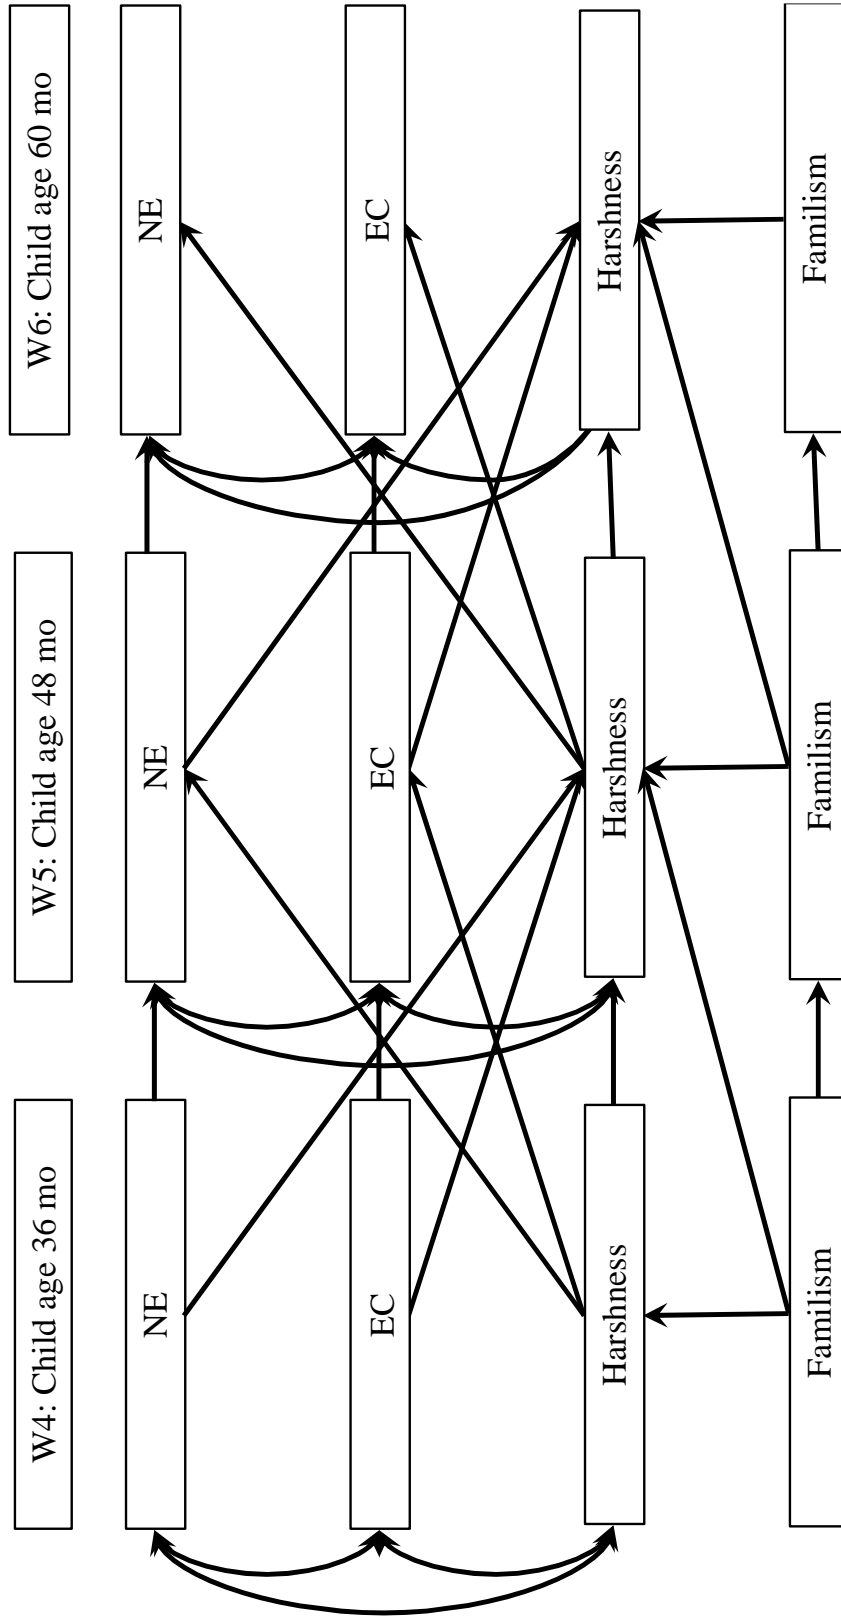 W4: Child age 36 mo
W5: Child age 48 mo
W6: Child age 60 mo
NE
NE
NE
EC
EC
EC
Harshness
Harshness
Harshness
Familism
Familism
Familism